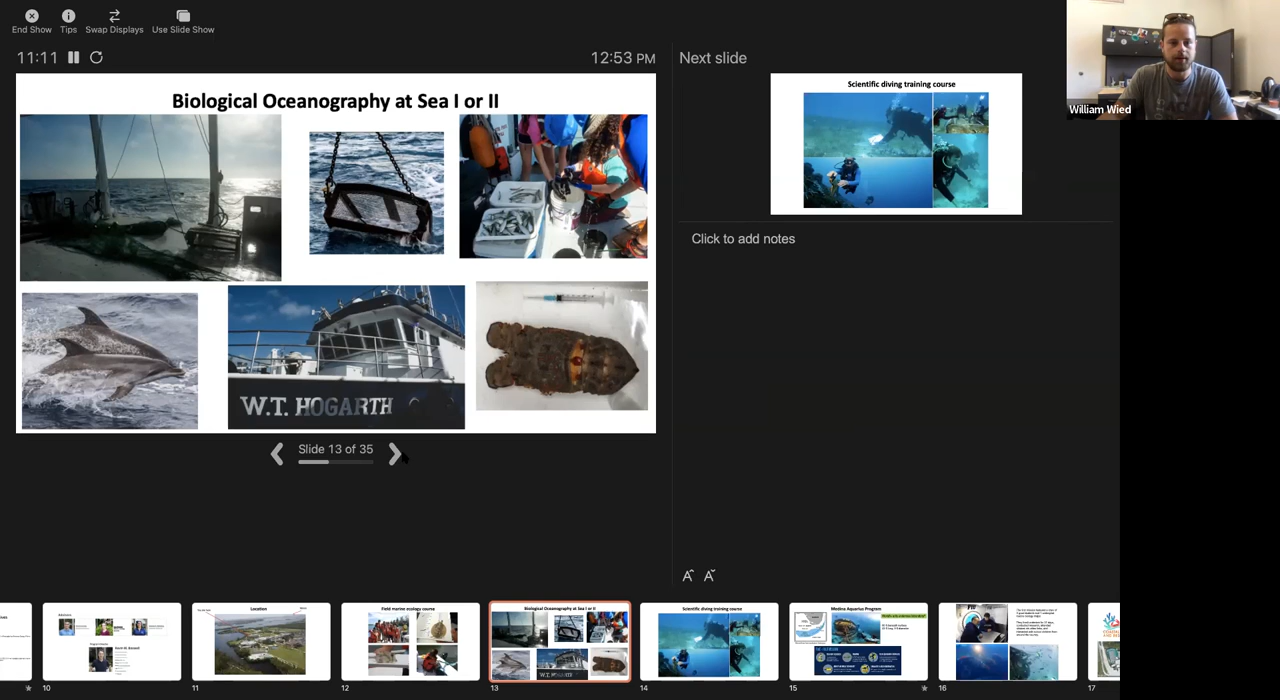 End Show
Tips
Swap Displays
Use Slide Show
11:11
12:53 PM
Next slide
Biological Oceanography at Sea I or II
W.T. HOGARTH
Scientific diving training course
William Wied
Click to add notes
Slide 13 of 35
Location
Field marine ecology course
Biological Oceanography at Sea I or II
W.T. HOGARTH
Scientific diving training course
Medina Aquarius Program
10
11
12
13
14
15
16
17